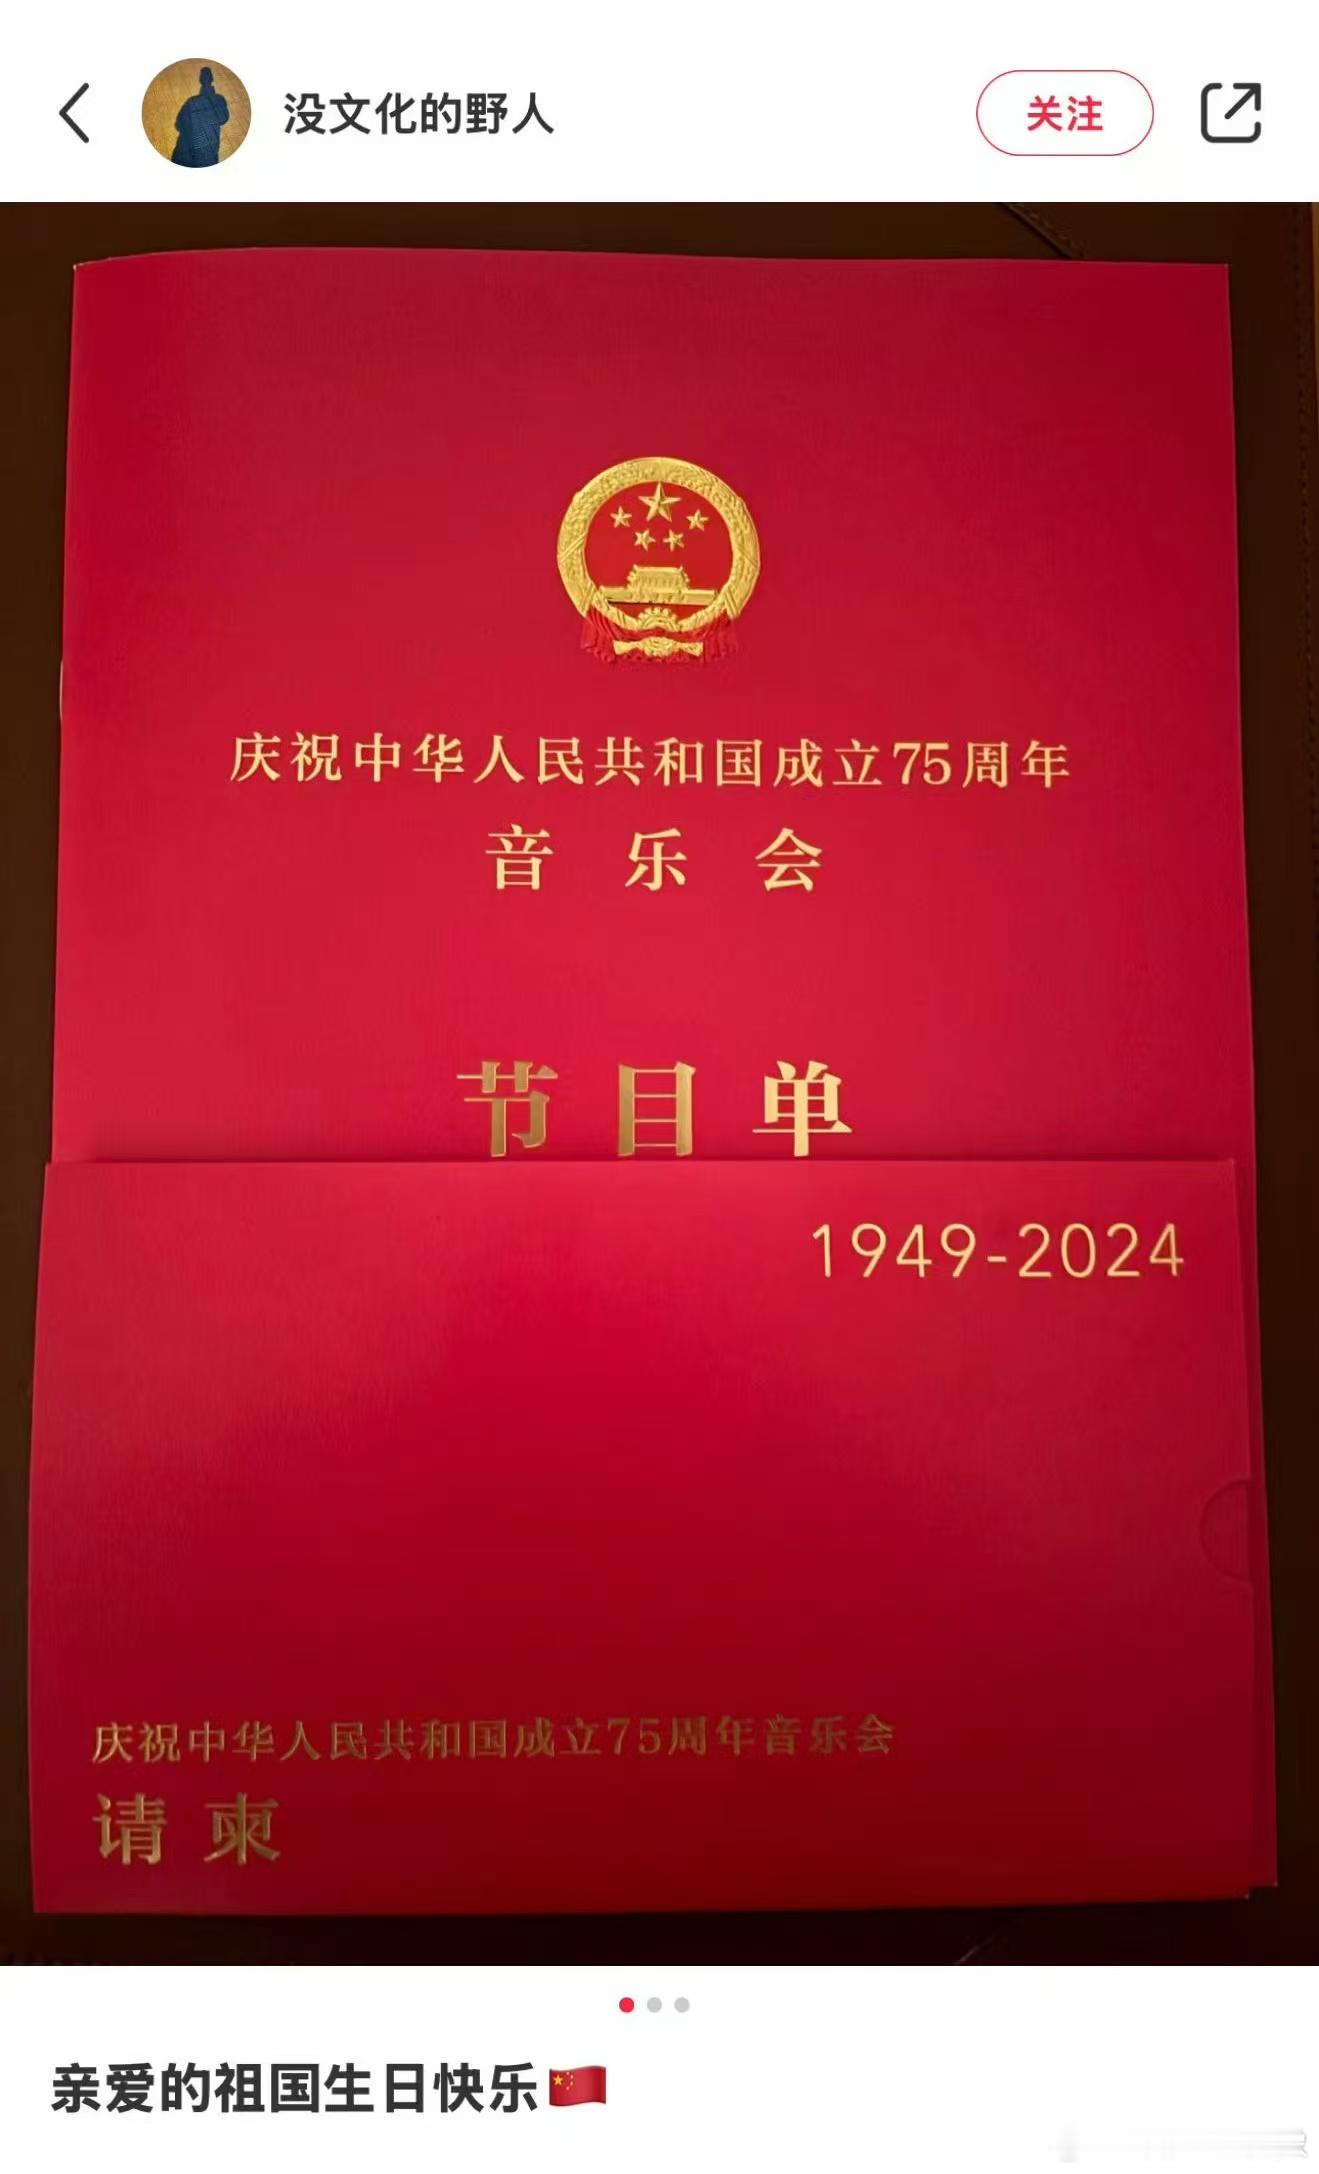 没文化的野人
关注
庆祝中华人民共和国成立75周年
音乐会
节目单
1949-2024
庆祝中华人民共和国成立75周年音乐会
请柬
亲爱的祖国生日快乐🇨🇳